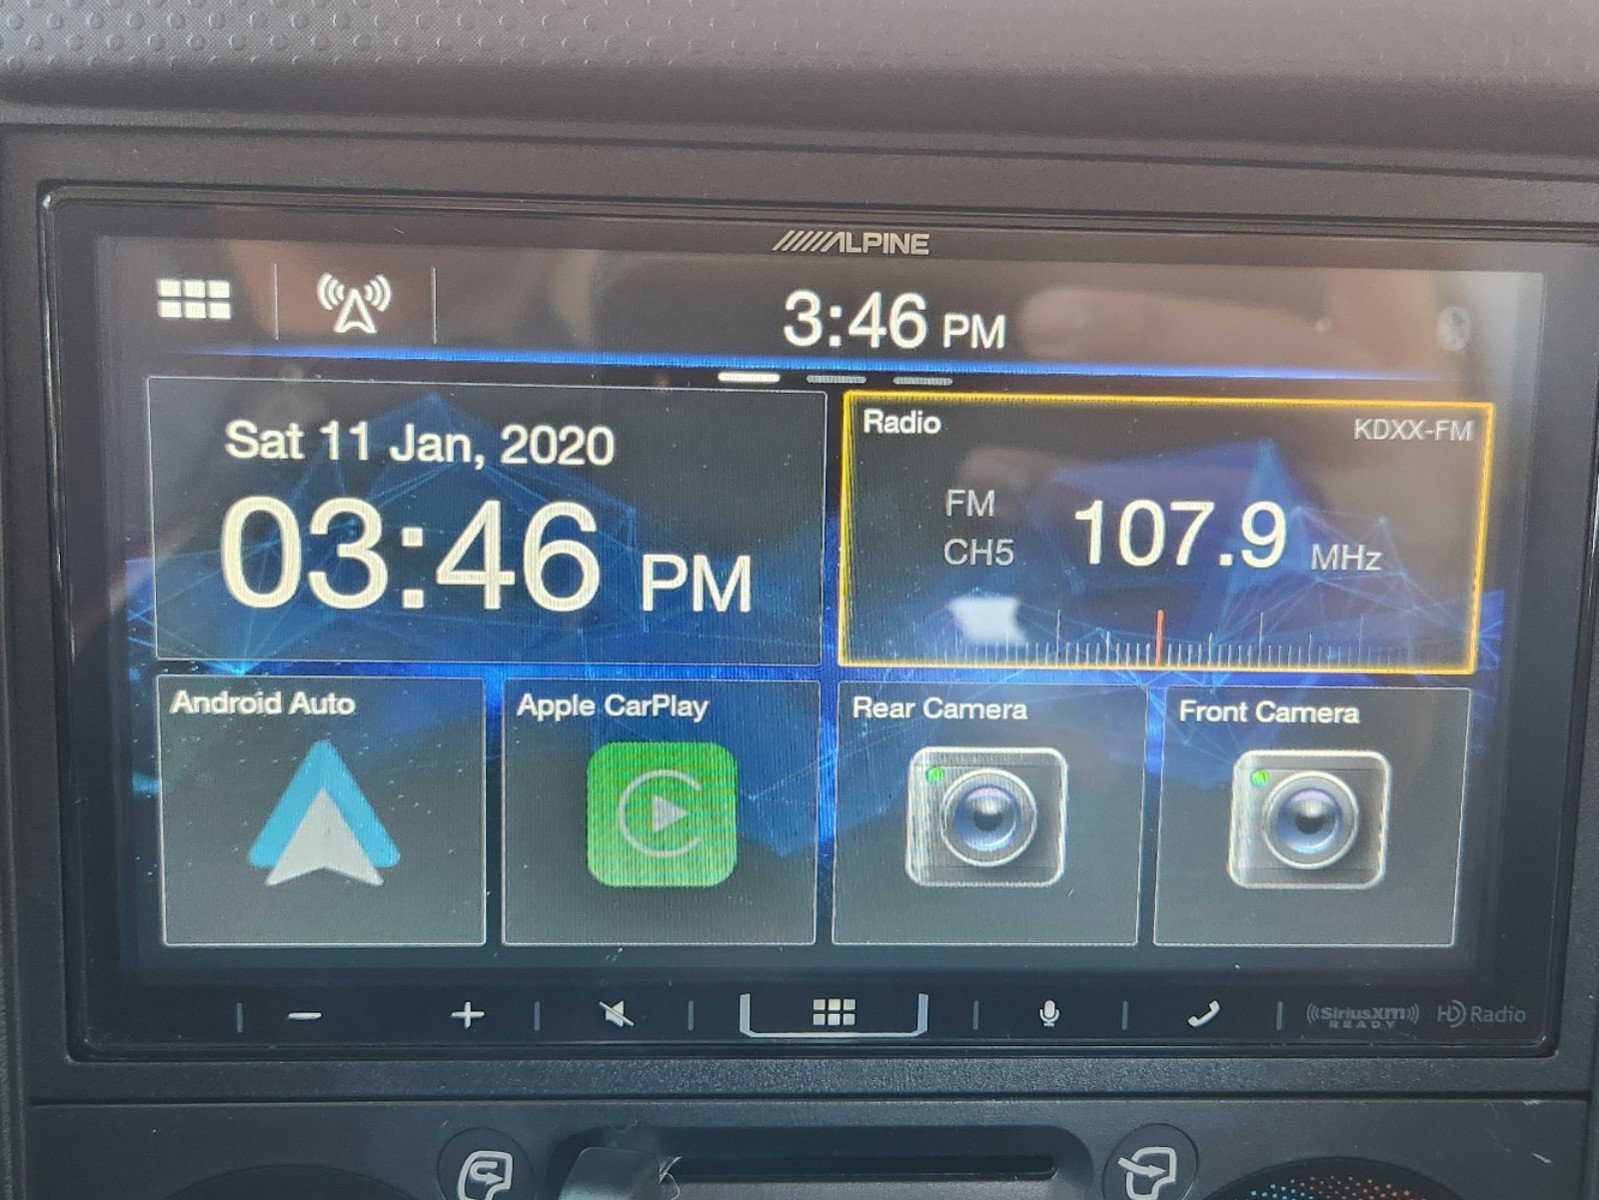 ALPINE
3:46 PM
Sat 11 Jan, 2020
03:46 PM
Radio
KDXX-FM
FM
CH5
107.9 MHz
Android Auto
Apple CarPlay
Rear Camera
Front Camera
SiriusXM
READY
HD Radio